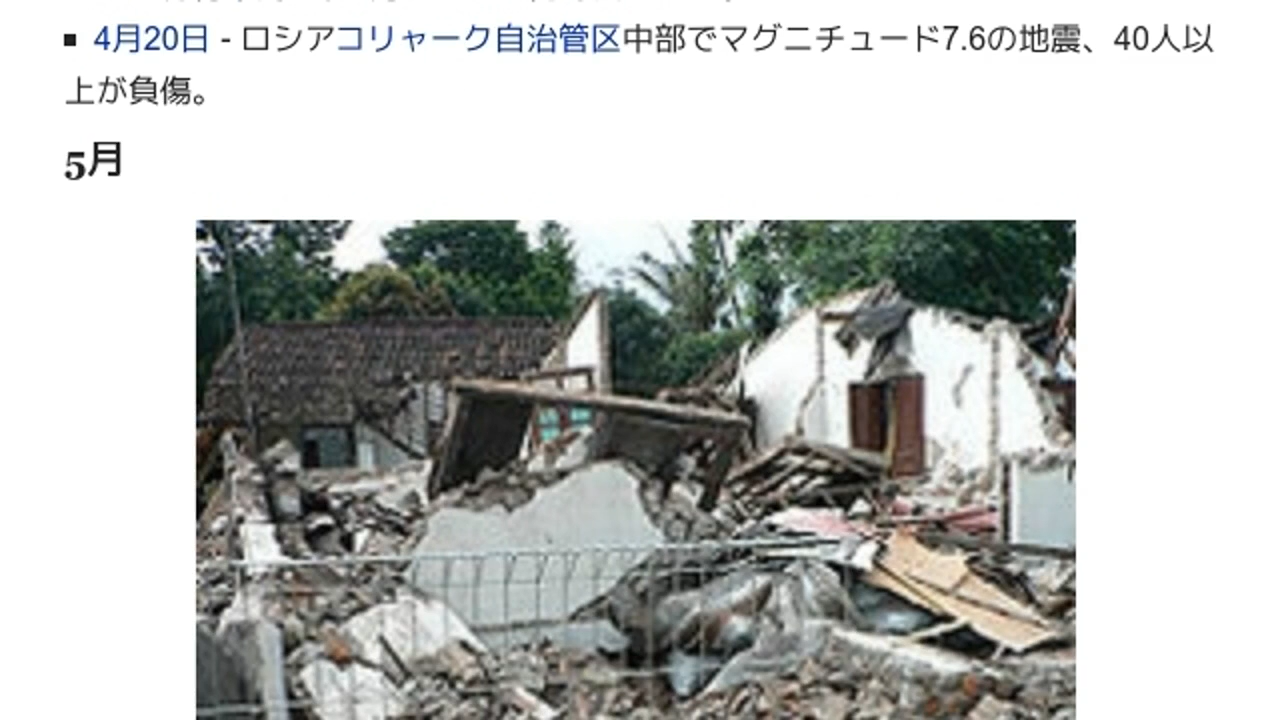 ■ 4月20日 - ロシアコリャーク自治管区中部でマグニチュード7.6の地震、40人以
上が負傷。
5月